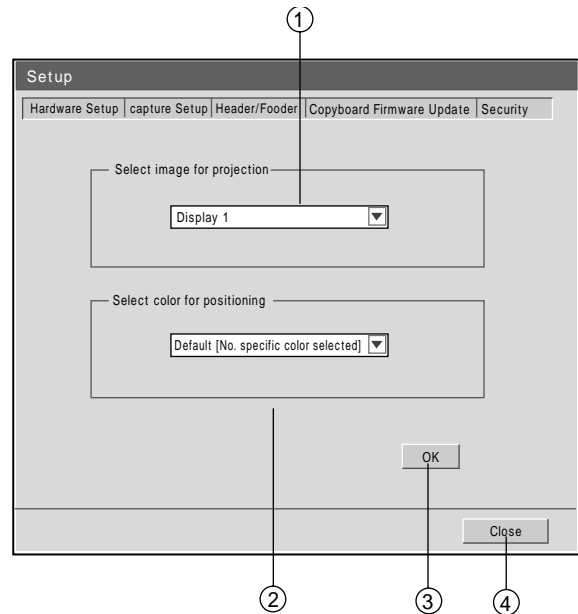 ①
Setup
Hardware Setup capture Setup Header/Fooder Copyboard Firmware Update Security
Select image for projection
Display 1
Select color for positioning
Default [No. specific color selected]
OK
Close
② ③ ④